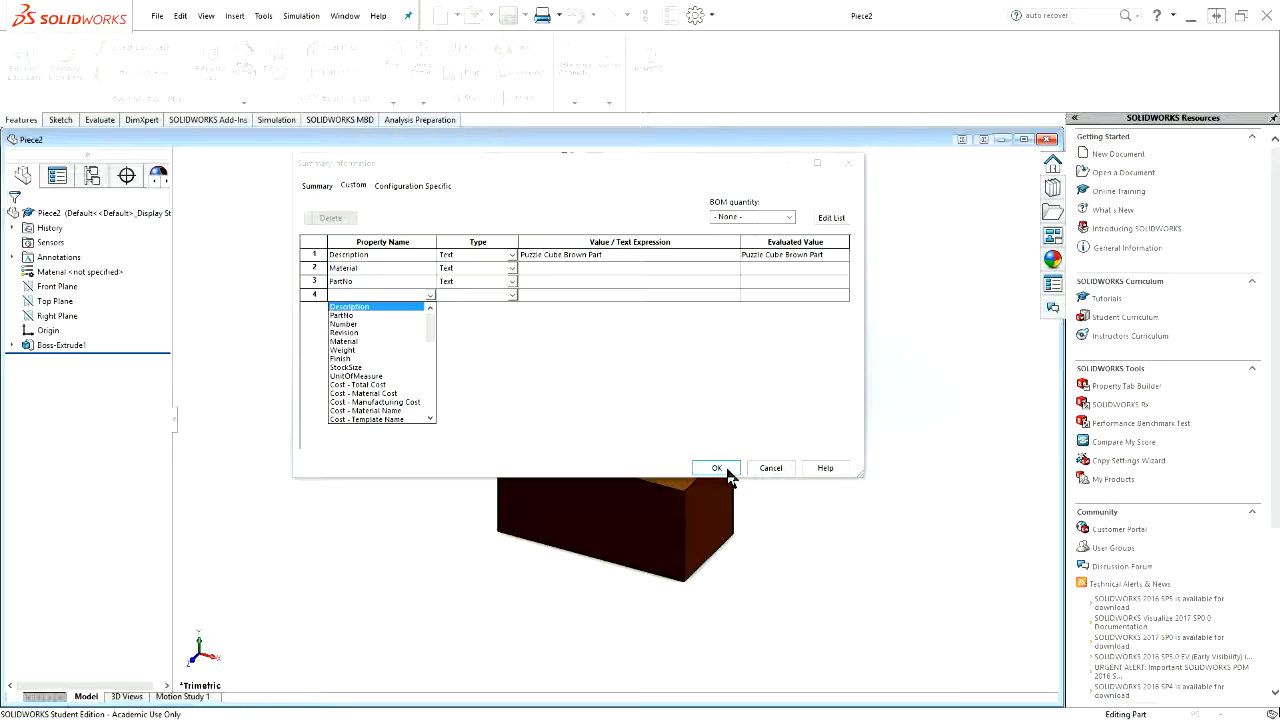 SOLIDWORKS
File Edit View Insert Tools Simulation Window Help
Piece2
auto recover
Features Sketch Evaluate DimXpert SOLIDWORKS Add-Ins Simulation SOLIDWORKS MBD Analysis Preparation
Piece2
Piece2 (Default<<Default>_Display St
History
Sensors
Annotations
Material <not specified>
Front Plane
Top Plane
Right Plane
Origin
Boss-Extrude1
Summary Information
Summary Custom Configuration Specific
BOM quantity:
Delete
- None -
Edit List
Property Name Type Value / Text Expression Evaluated Value
1 Description Text Puzzle Cube Brown Part Puzzle Cube Brown Part
2 Material Text
3 PartNo Text
4
Description
PartNo
Number
Revision
Material
Weight
Finish
StockSize
UnitOfMeasure
Cost - Total Cost
Cost - Material Cost
Cost - Manufacturing Cost
Cost - Material Name
Cost - Template Name
OK Cancel Help
Y
X
Z
*Trimetric
Model 3D Views Motion Study 1
SOLIDWORKS Student Edition - Academic Use Only
Editing Part
SOLIDWORKS Resources
Getting Started
New Document
Open a Document
Online Training
What's New
Introducing SOLIDWORKS
General Information
SOLIDWORKS Curriculum
Tutorials
Student Curriculum
Instructors Curriculum
SOLIDWORKS Tools
Property Tab Builder
SOLIDWORKS Rx
Performance Benchmark Test
Compare My Score
Copy Settings Wizard
My Products
Community
Customer Portal
User Groups
Discussion Forum
Technical Alerts & News
SOLIDWORKS 2016 SP5 is available for
download
SOLIDWORKS Visualize 2017 SP0.0
Documentation
SOLIDWORKS 2017 SP0 is available for
download
SOLIDWORKS 2016 SP5.0 EV (Early Visibility) i...
URGENT ALERT: Important SOLIDWORKS PDM
2016 S...
SOLIDWORKS 2016 SP4 is available for
download